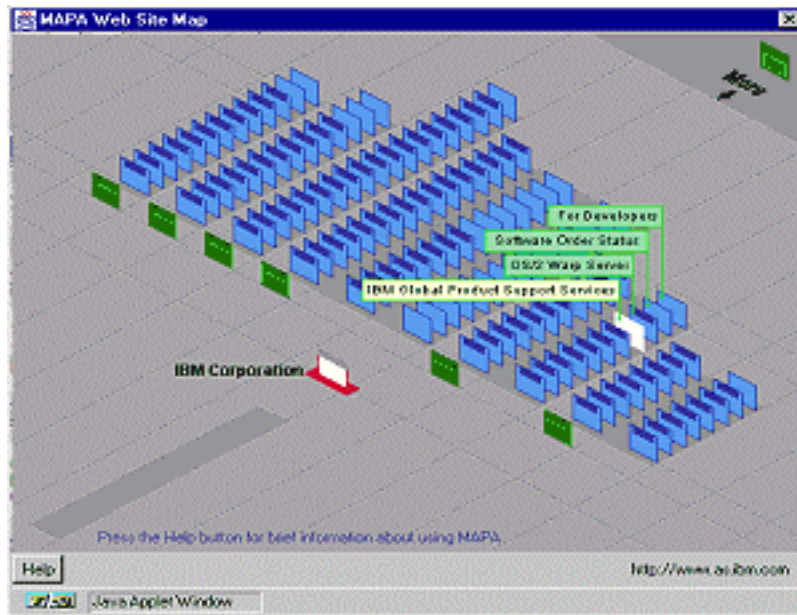 MAPA Web Site Map
More
For Developers
Software Order Status
OS/2 Warp Server
IBM Global Product Support Services
IBM Corporation
Press the Help button for brief information about using MAPA.
Help
http://www.as.ibm.com
Java Applet Window